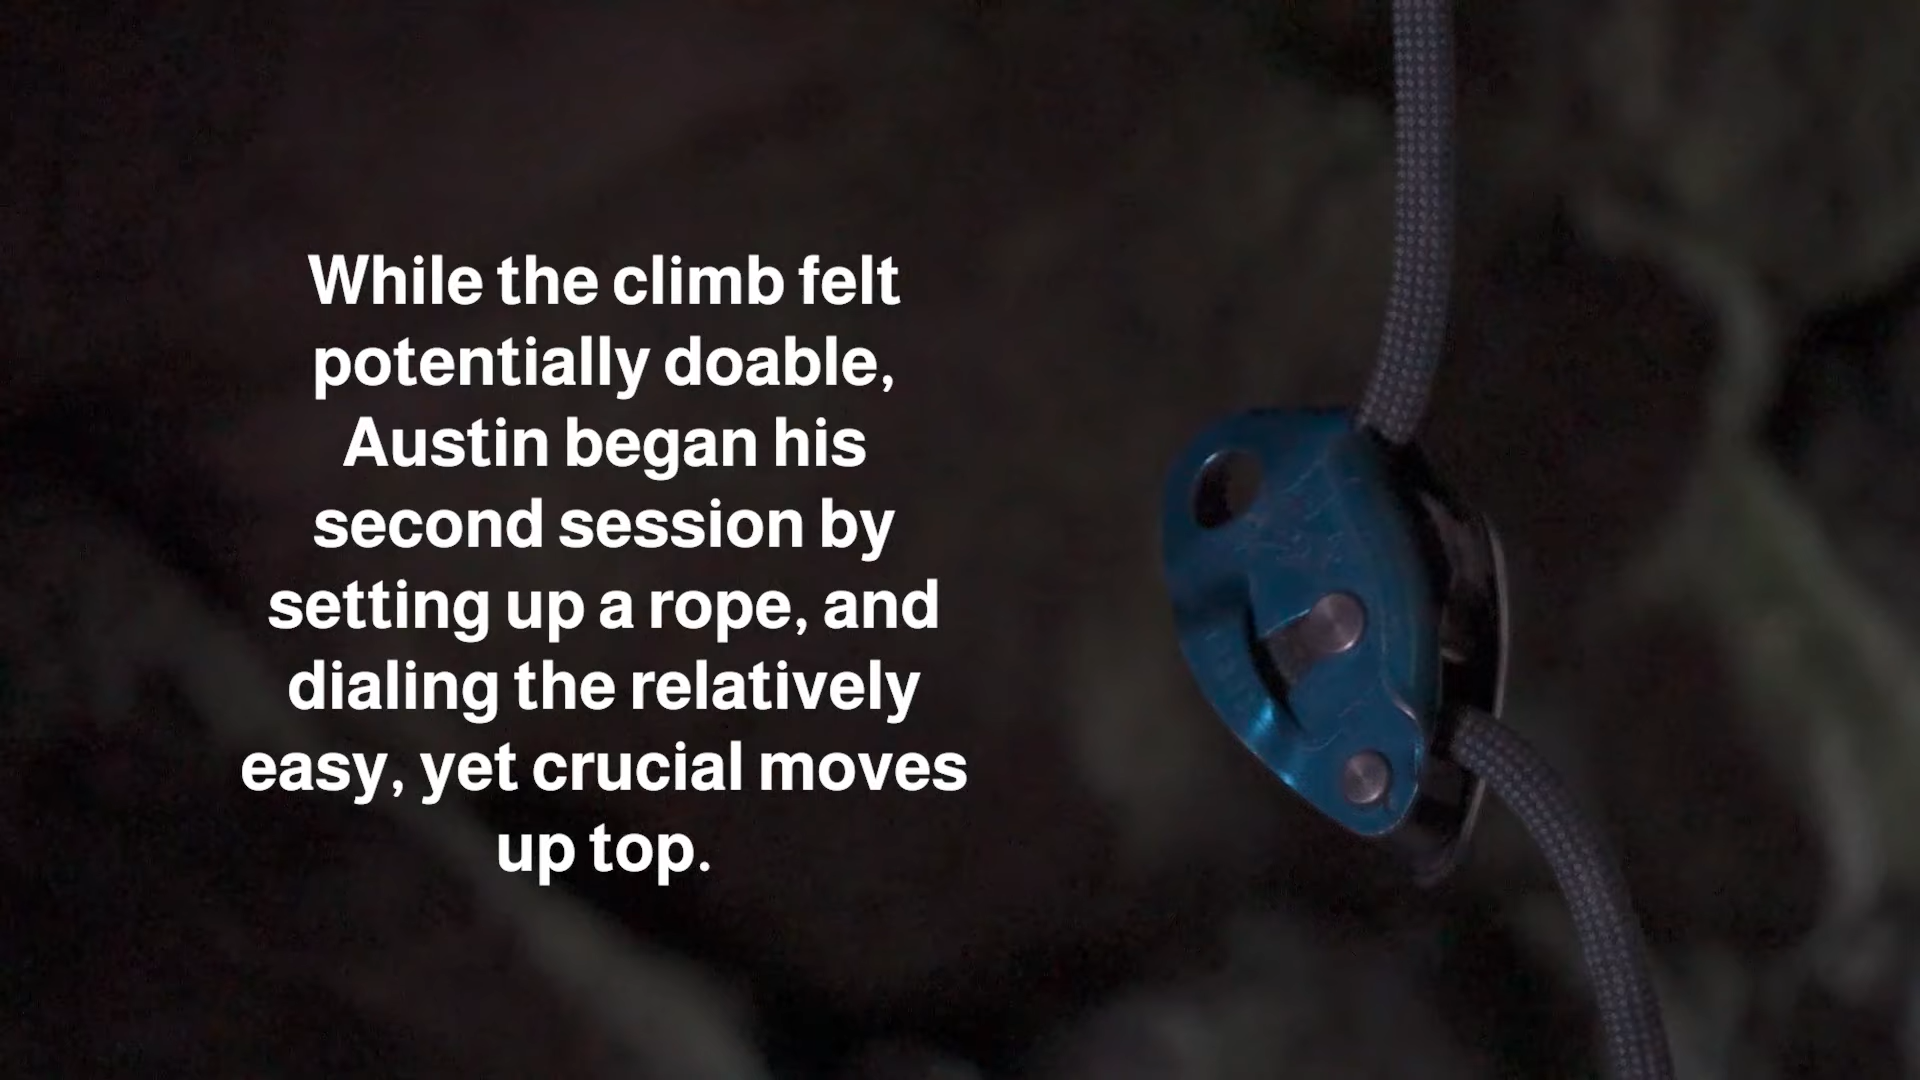 While the climb felt
potentially doable,
Austin began his
second session by
setting up a rope, and
dialing the relatively
easy, yet crucial moves
up top.